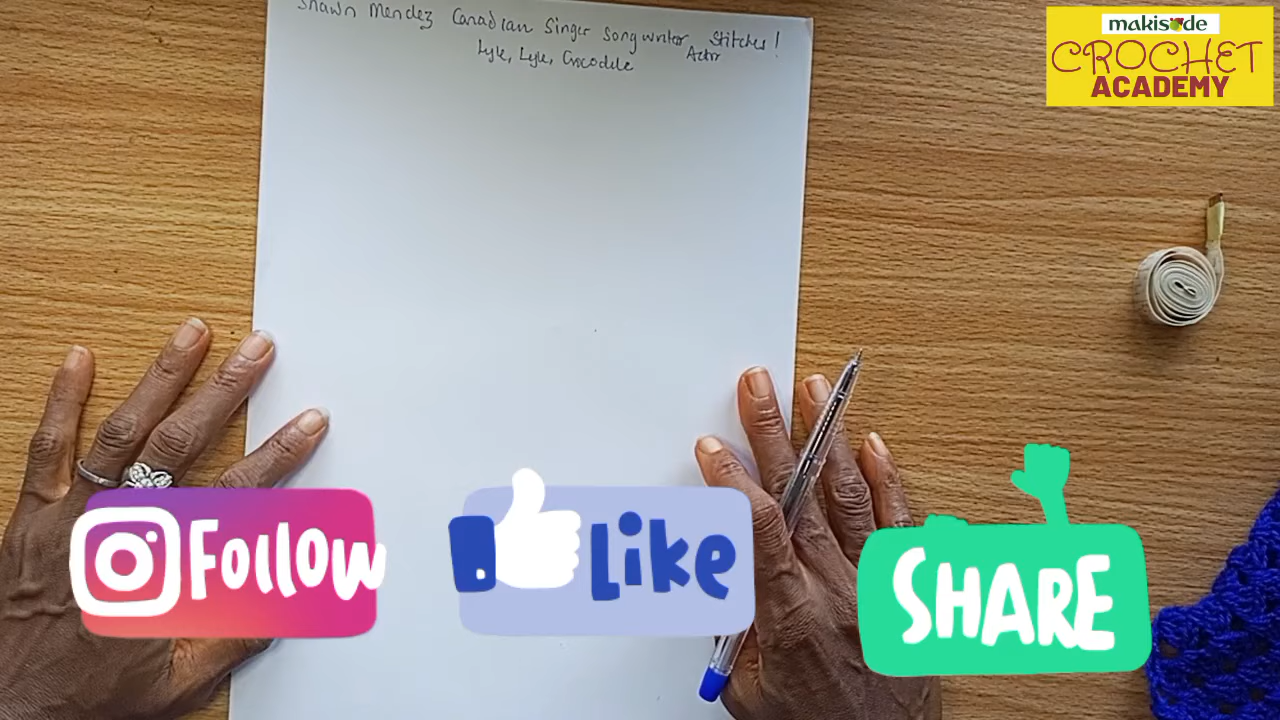 Shawn Mendez Canadian Singer Songwriter Stitches!
Actor
Lyle, Lyle, Crocodile
makisode
CROCHET
ACADEMY
Follow
Like
SHARE